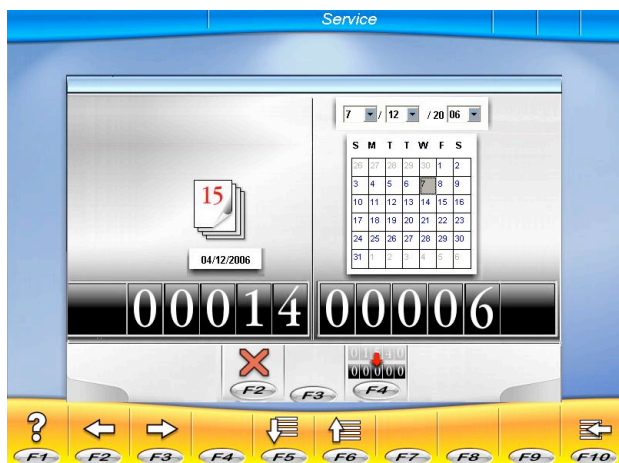 Service
7 / 12 / 20 06
S M T T W F S
26 27 28 29 30 1 2
3 4 5 6 7 8 9
10 11 12 13 14 15 16
17 18 19 20 21 22 23
24 25 26 27 28 29 30
31 1 2 3 4 5 6
15
04/12/2006
00014 00006
00000
F2 F3 F4
?
F1 F2 F3 F4 F5 F6 F7 F8 F9 F10